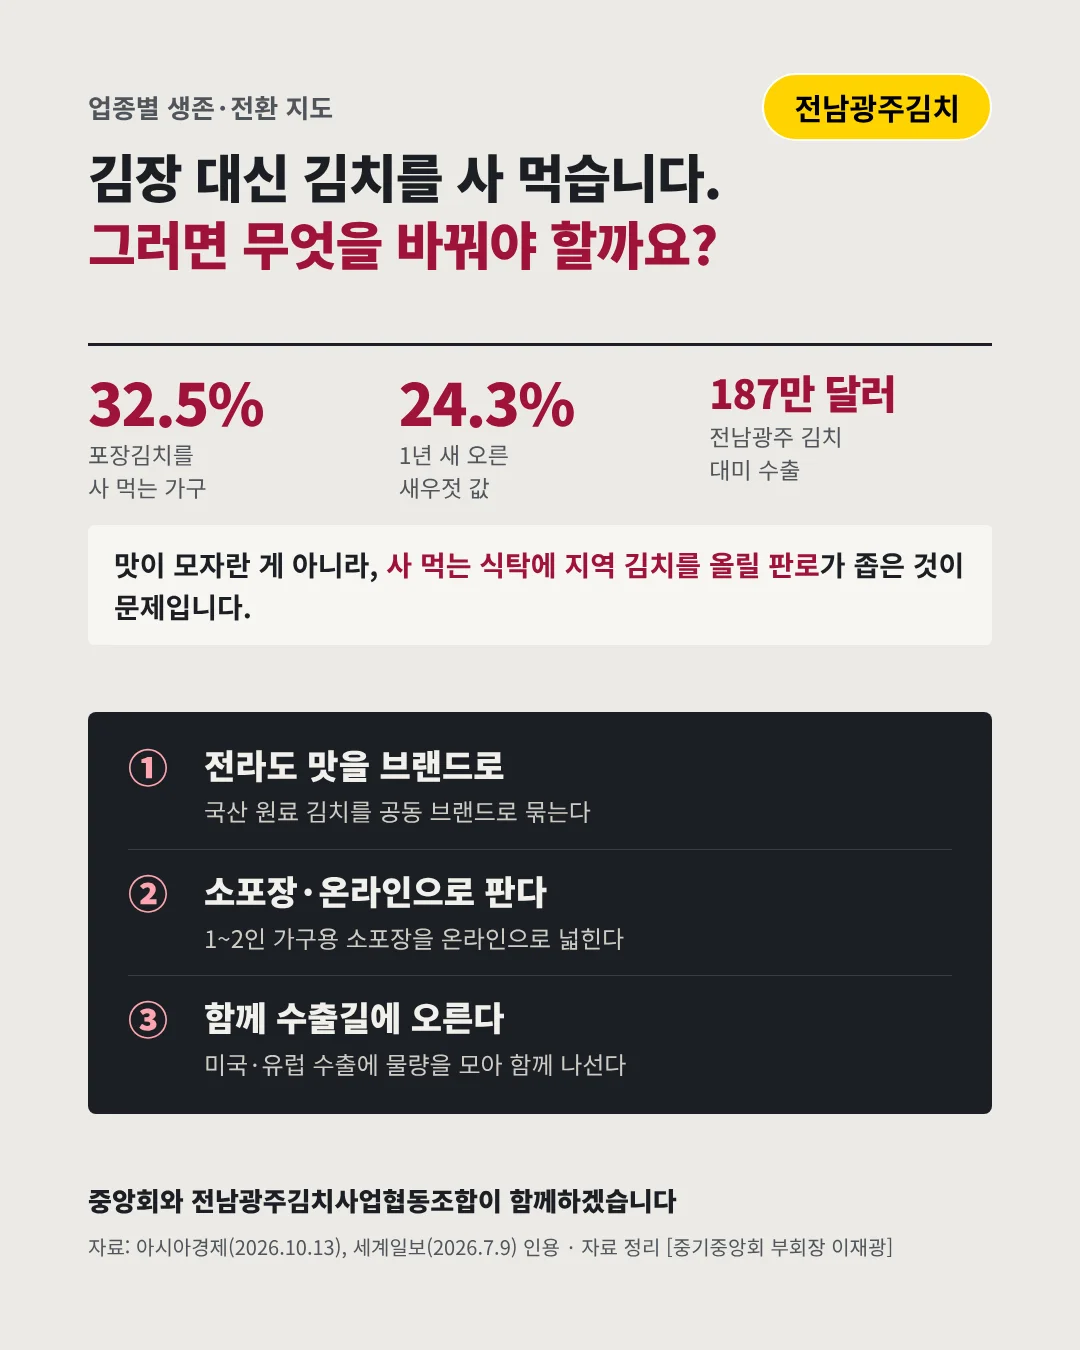 업종별 생존·전환 지도
전남광주김치
김장 대신 김치를 사 먹습니다.
그러면 무엇을 바꿔야 할까요?
32.5%
포장김치를
사 먹는 가구
24.3%
1년 새 오른
새우젓 값
187만 달러
전남광주 김치
대미 수출
맛이 모자란 게 아니라, 사 먹는 식탁에 지역 김치를 올릴 판로가 좁은 것이
문제입니다.
① 전라도 맛을 브랜드로
국산 원료 김치를 공동 브랜드로 묶는다
② 소포장·온라인으로 판다
1~2인 가구용 소포장을 온라인으로 넓힌다
③ 함께 수출길에 오른다
미국·유럽 수출에 물량을 모아 함께 나선다
중앙회와 전남광주김치사업협동조합이 함께하겠습니다
자료: 아시아경제(2026.10.13), 세계일보(2026.7.9) 인용 · 자료 정리 [중기중앙회 부회장 이재광]